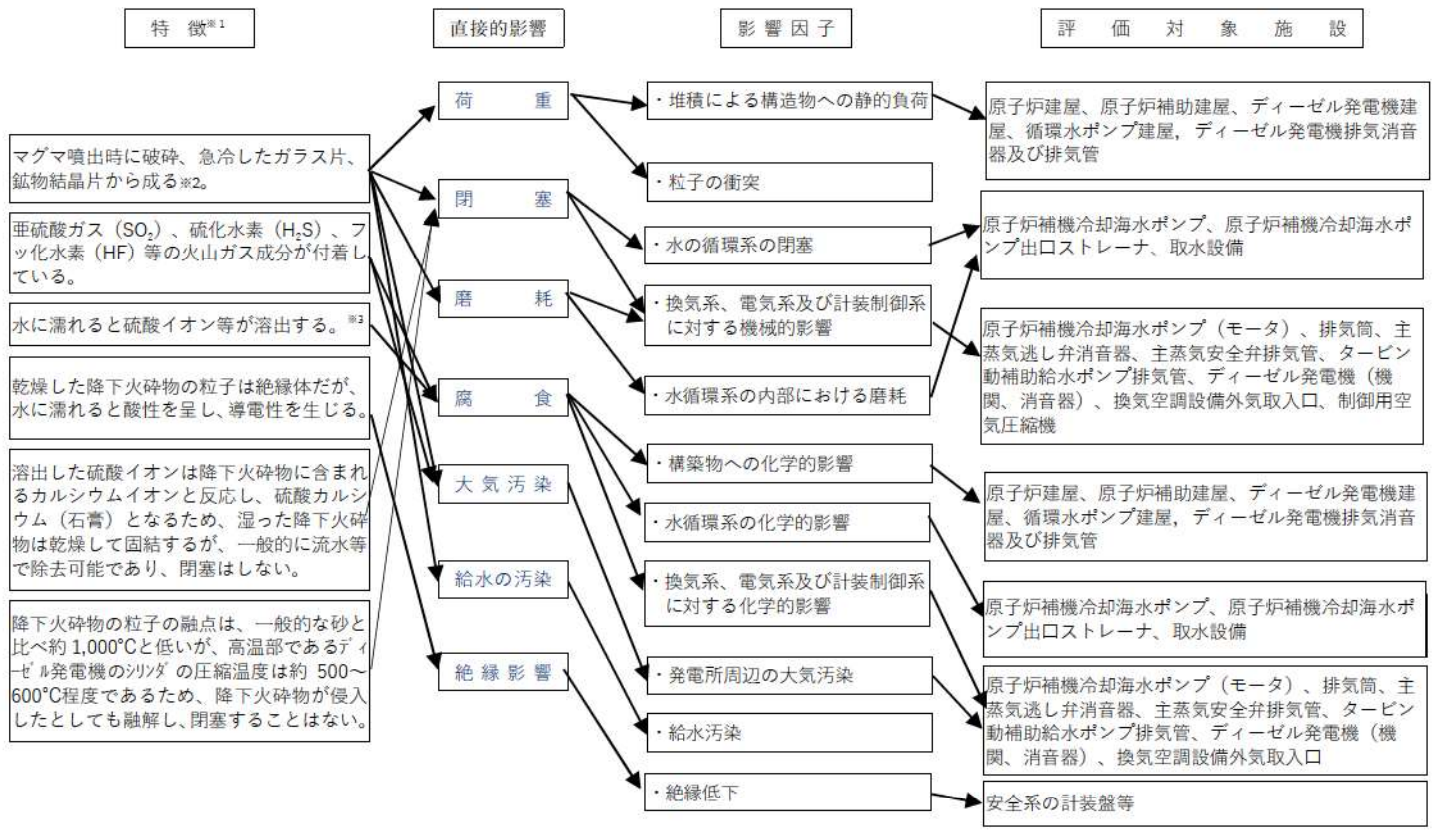 特 徴※1
直接的影響
影響因子
評 価 対 象 施 設
マグマ噴出時に破砕、急冷したガラス片、
鉱物結晶片から成る※2。
亜硫酸ガス（SO₂）、硫化水素（H₂S）、フ
ッ化水素（HF）等の火山ガス成分が付着し
ている。
水に濡れると硫酸イオン等が溶出する。※3
乾燥した降下火砕物の粒子は絶縁体だが、
水に濡れると酸性を呈し、導電性を生じる。
溶出した硫酸イオンは降下火砕物に含まれ
るカルシウムイオンと反応し、硫酸カルシ
ウム（石膏）となるため、湿った降下火砕
物は乾燥して固結するが、一般的に流水等
で除去可能であり、閉塞はしない。
降下火砕物の粒子の融点は、一般的な砂と
比べ約1,000℃と低いが、高温部であるﾃﾞｨ
ｰｾﾞﾙ発電機のｼﾘﾝﾀﾞの圧縮温度は約 500～
600℃程度であるため、降下火砕物が侵入
したとしても融解し、閉塞することはない。
荷 重
閉 塞
磨 耗
腐 食
大気汚染
給水の汚染
絶縁影響
・堆積による構造物への静的負荷
・粒子の衝突
・水の循環系の閉塞
・換気系、電気系及び計装制御系
に対する機械的影響
・水循環系の内部における磨耗
・構築物への化学的影響
・水循環系の化学的影響
・換気系、電気系及び計装制御系
に対する化学的影響
・発電所周辺の大気汚染
・給水汚染
・絶縁低下
原子炉建屋、原子炉補助建屋、ディーゼル発電機建
屋、循環水ポンプ建屋，ディーゼル発電機排気消音
器及び排気管
原子炉補機冷却海水ポンプ、原子炉補機冷却海水ポ
ンプ出口ストレーナ、取水設備
原子炉補機冷却海水ポンプ（モータ）、排気筒、主
蒸気逃し弁消音器、主蒸気安全弁排気管、タービン
動補助給水ポンプ排気管、ディーゼル発電機（機
関、消音器）、換気空調設備外気取入口、制御用空
気圧縮機
原子炉建屋、原子炉補助建屋、ディーゼル発電機建
屋、循環水ポンプ建屋，ディーゼル発電機排気消音
器及び排気管
原子炉補機冷却海水ポンプ、原子炉補機冷却海水ポ
ンプ出口ストレーナ、取水設備
原子炉補機冷却海水ポンプ（モータ）、排気筒、主
蒸気逃し弁消音器、主蒸気安全弁排気管、タービン
動補助給水ポンプ排気管、ディーゼル発電機（機
関、消音器）、換気空調設備外気取入口
安全系の計装盤等